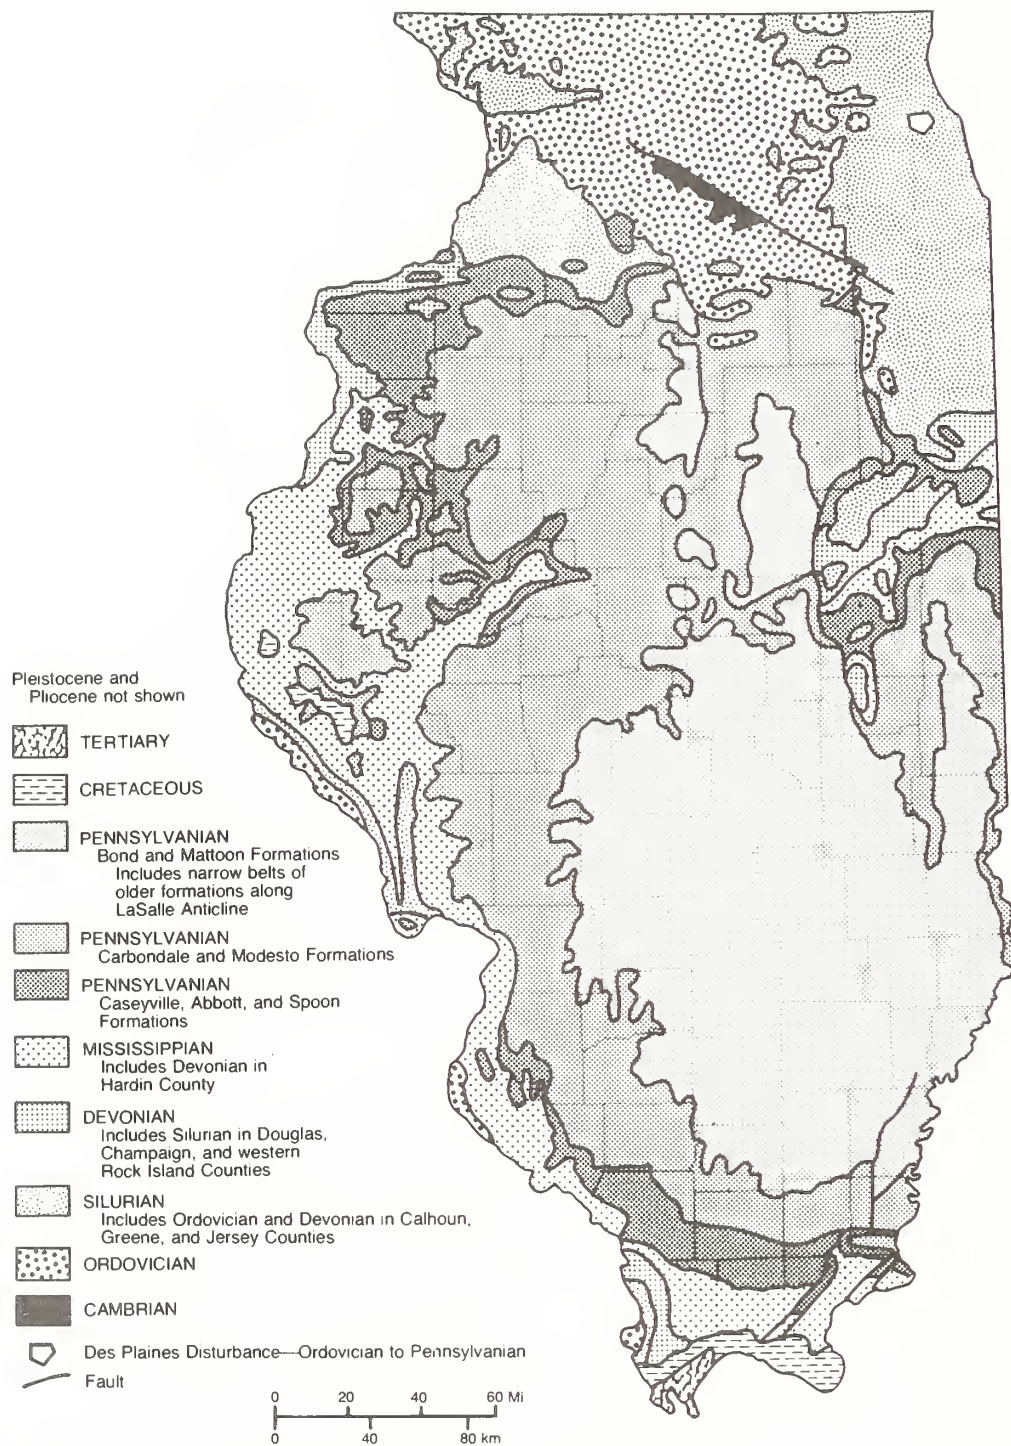 Pleistocene and
Pliocene not shown
TERTIARY
CRETACEOUS
PENNSYLVANIAN
Bond and Mattoon Formations
Includes narrow belts of
older formations along
LaSalle Anticline
PENNSYLVANIAN
Carbondale and Modesto Formations
PENNSYLVANIAN
Caseyville, Abbott, and Spoon
Formations
MISSISSIPPIAN
Includes Devonian in
Hardin County
DEVONIAN
Includes Silurian in Douglas,
Champaign, and western
Rock Island Counties
SILURIAN
Includes Ordovician and Devonian in Calhoun,
Greene, and Jersey Counties
ORDOVICIAN
CAMBRIAN
Des Plaines Disturbance—Ordovician to Pennsylvanian
Fault
0 20 40 60 Mi
0 40 80 km